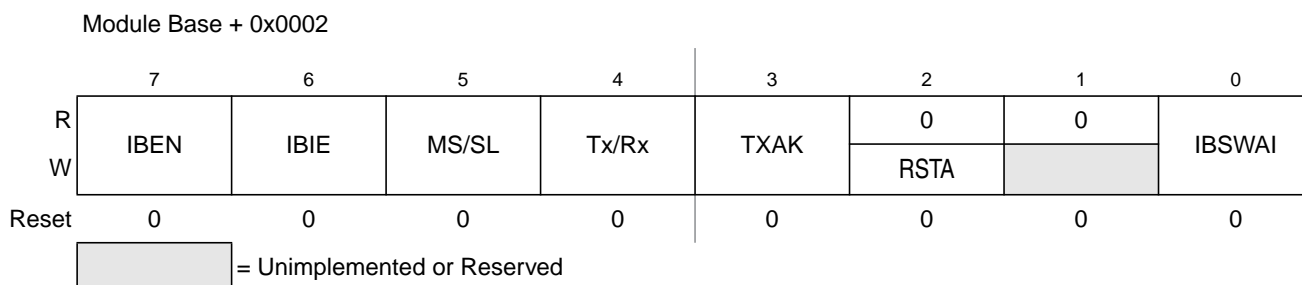 Module Base + 0x0002
7 6 5 4 3 2 1 0
R IBEN IBIE MS/SL Tx/Rx TXAK 0 0 IBSWAI
W RSTA
Reset 0 0 0 0 0 0 0 0
= Unimplemented or Reserved